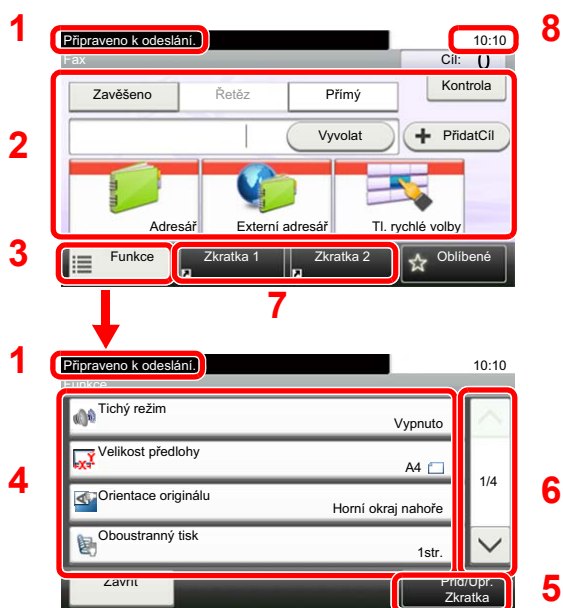 1
Připraveno k odeslání.
10:10
8
Fax
Cíl: 0
Zavěšeno
Řetěz
Přímý
Kontrola
2
Vyvolat
PřidatCíl
Adresář
Externí adresář
Tl. rychlé volby
3
Funkce
Zkratka 1
Zkratka 2
Oblíbené
7
1
Připraveno k odeslání.
10:10
Funkce
Tichý režim
Vypnuto
Velikost předlohy
A4
4
1/4
6
Orientace originálu
Horní okraj nahoře
Oboustranný tisk
1str.
Zavřít
Přid/Upr.
Zkratka
5